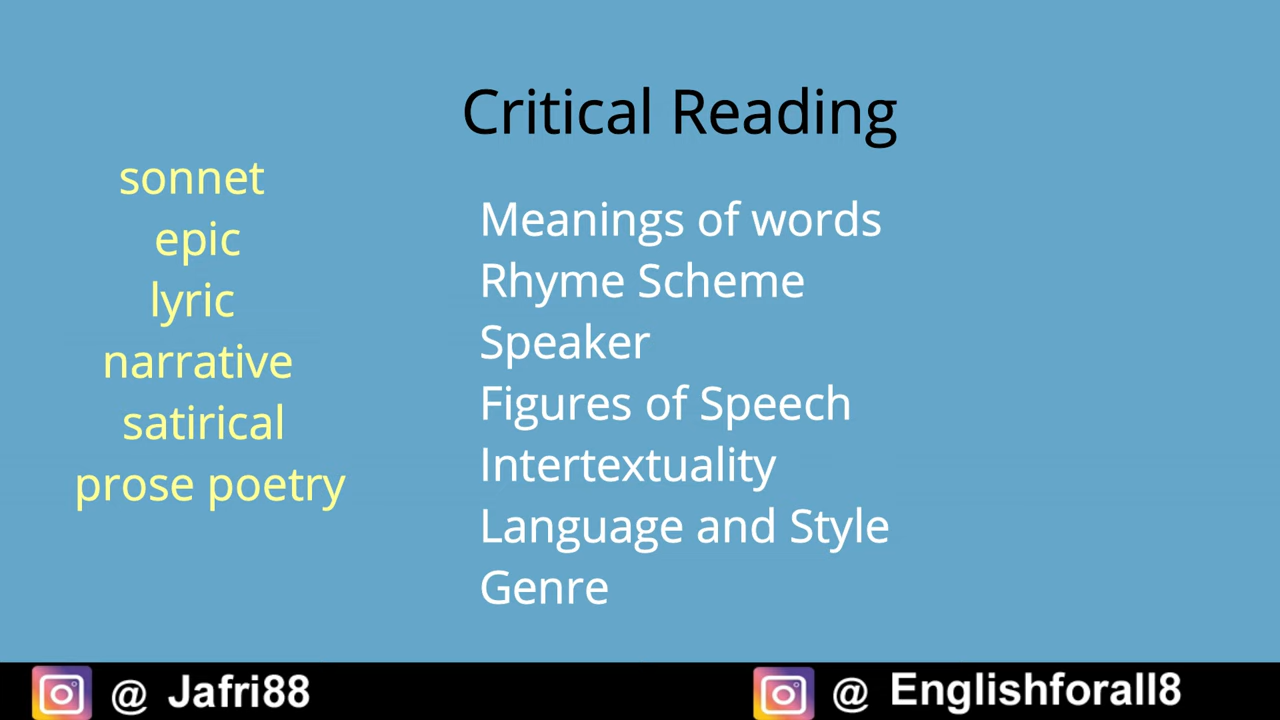 Critical Reading
sonnet
epic
lyric
narrative
satirical
prose poetry
Meanings of words
Rhyme Scheme
Speaker
Figures of Speech
Intertextuality
Language and Style
Genre
@ Jafri88
@ Englishforall8